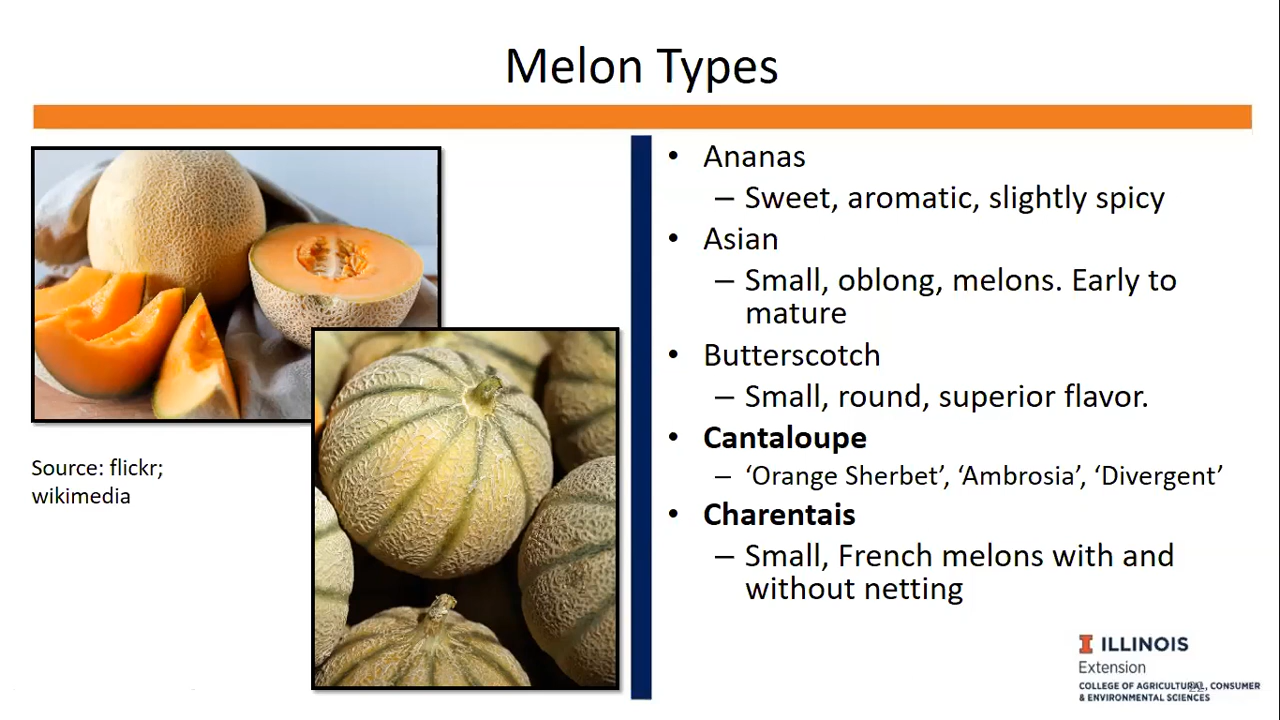 Melon Types
Source: flickr;
wikimedia
• Ananas
– Sweet, aromatic, slightly spicy
• Asian
– Small, oblong, melons. Early to
mature
• Butterscotch
– Small, round, superior flavor.
• Cantaloupe
– ‘Orange Sherbet’, ‘Ambrosia’, ‘Divergent’
• Charentais
– Small, French melons with and
without netting
I ILLINOIS
Extension
COLLEGE OF AGRICULTURAL, CONSUMER
& ENVIRONMENTAL SCIENCES
22